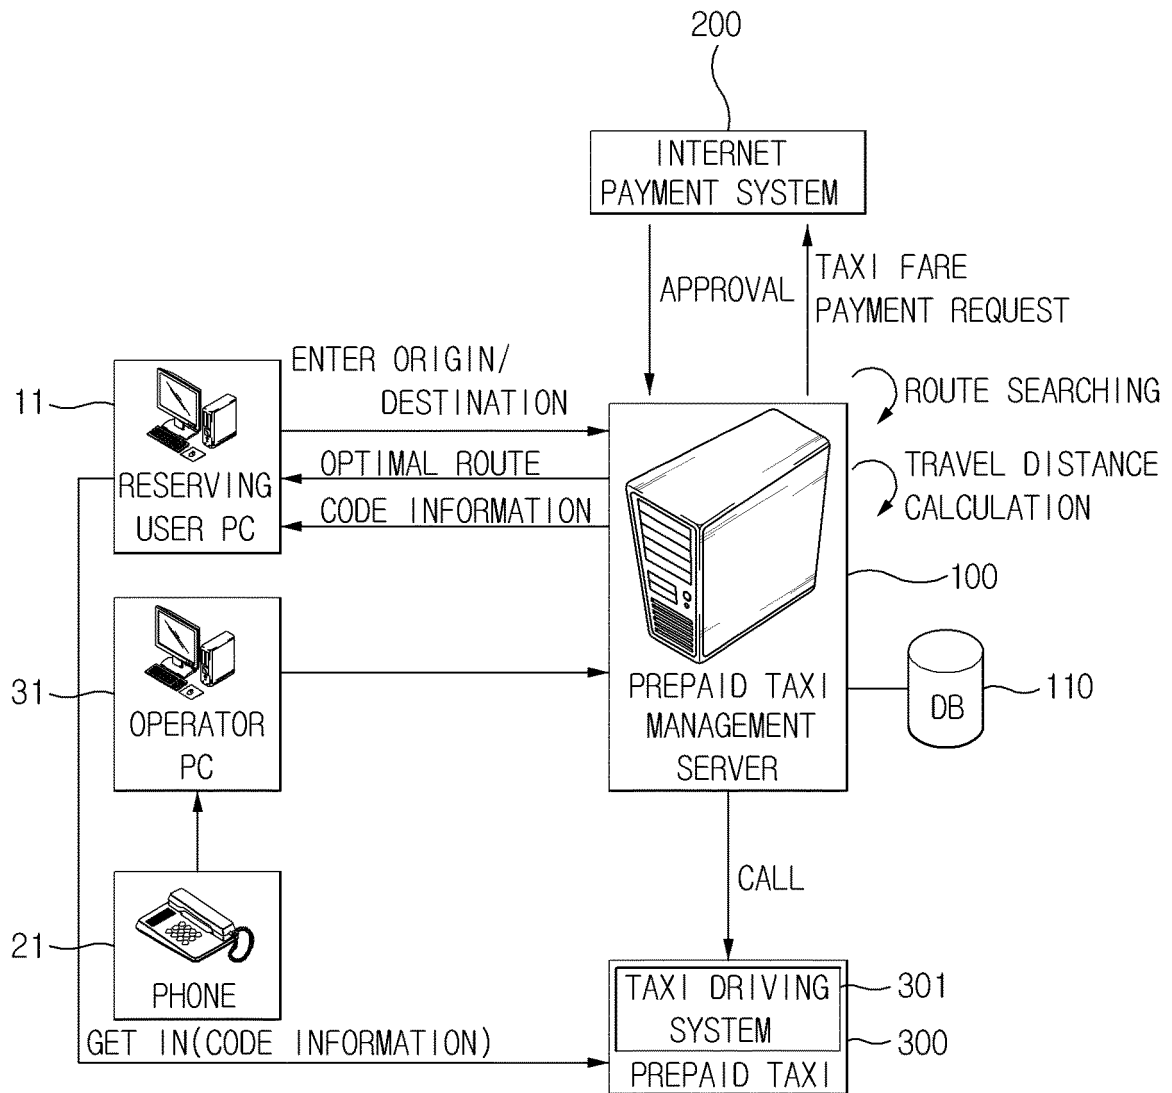 200
INTERNET
PAYMENT SYSTEM
APPROVAL
TAXI FARE
PAYMENT REQUEST
ENTER ORIGIN/
DESTINATION
11
RESERVING
USER PC
OPTIMAL ROUTE
CODE INFORMATION
ROUTE SEARCHING
TRAVEL DISTANCE
CALCULATION
100
31
OPERATOR
PC
PREPAID TAXI
MANAGEMENT
SERVER
DB
110
CALL
21
PHONE
GET IN(CODE INFORMATION)
TAXI DRIVING
SYSTEM
301
300
PREPAID TAXI